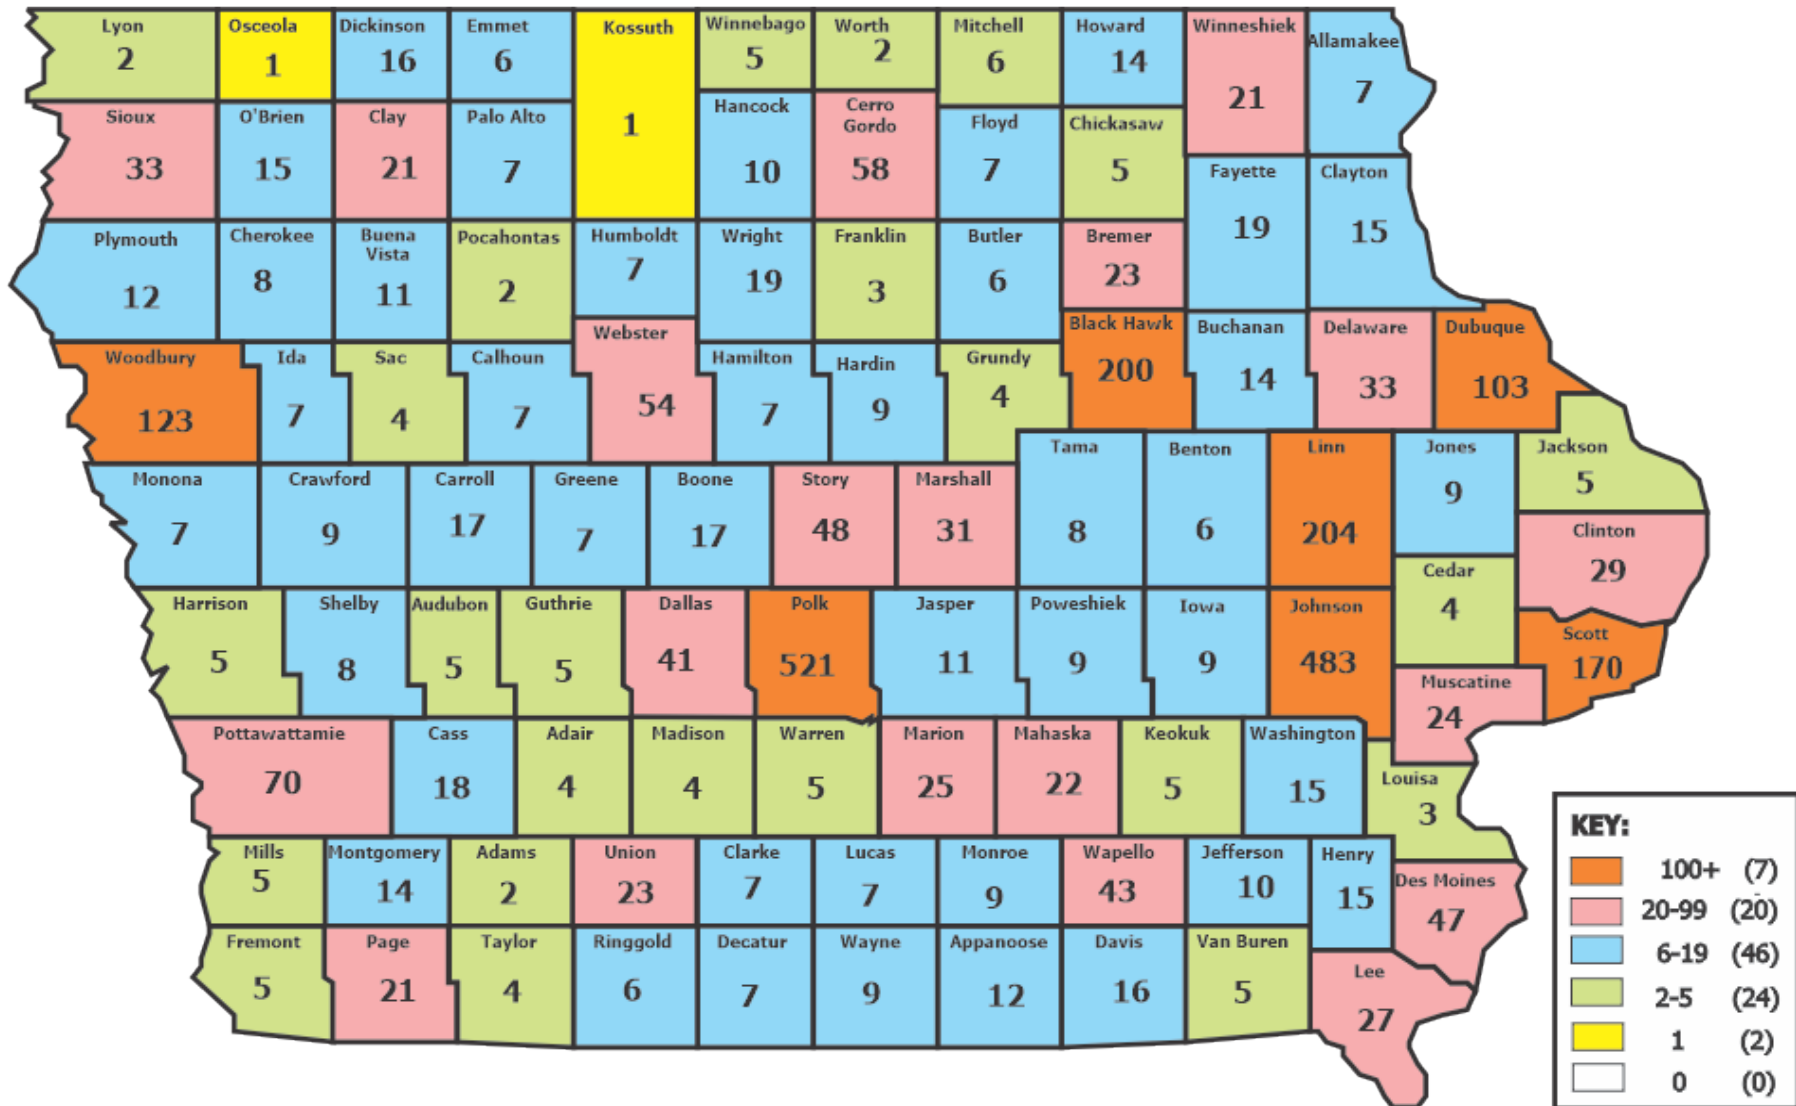 Lyon
2
Osceola
1
Dickinson
16
Emmet
6
Kossuth
1
Winnebago
5
Worth
2
Mitchell
6
Howard
14
Winneshiek
21
Allamakee
7
Sioux
33
O'Brien
15
Clay
21
Palo Alto
7
Hancock
10
Cerro
Gordo
58
Floyd
7
Chickasaw
5
Fayette
19
Clayton
15
Plymouth
12
Cherokee
8
Buena
Vista
11
Pocahontas
2
Humboldt
7
Wright
19
Franklin
3
Butler
6
Bremer
23
Woodbury
123
Ida
7
Sac
4
Calhoun
7
Webster
54
Hamilton
7
Hardin
9
Grundy
4
Black Hawk
200
Buchanan
14
Delaware
33
Dubuque
103
Monona
7
Crawford
9
Carroll
17
Greene
7
Boone
17
Story
48
Marshall
31
Tama
8
Benton
6
Linn
204
Jones
9
Jackson
5
Clinton
29
Harrison
5
Shelby
8
Audubon
5
Guthrie
5
Dallas
41
Polk
521
Jasper
11
Poweshiek
9
Iowa
9
Johnson
483
Cedar
4
Scott
170
Muscatine
24
Pottawattamie
70
Cass
18
Adair
4
Madison
4
Warren
5
Marion
25
Mahaska
22
Keokuk
5
Washington
15
Louisa
3
Mills
5
Montgomery
14
Adams
2
Union
23
Clarke
7
Lucas
7
Monroe
9
Wapello
43
Jefferson
10
Henry
15
Des Moines
47
Fremont
5
Page
21
Taylor
4
Ringgold
6
Decatur
7
Wayne
9
Appanoose
12
Davis
16
Van Buren
5
Lee
27
KEY:
100+ (7)
20-99 (20)
6-19 (46)
2-5 (24)
1 (2)
0 (0)